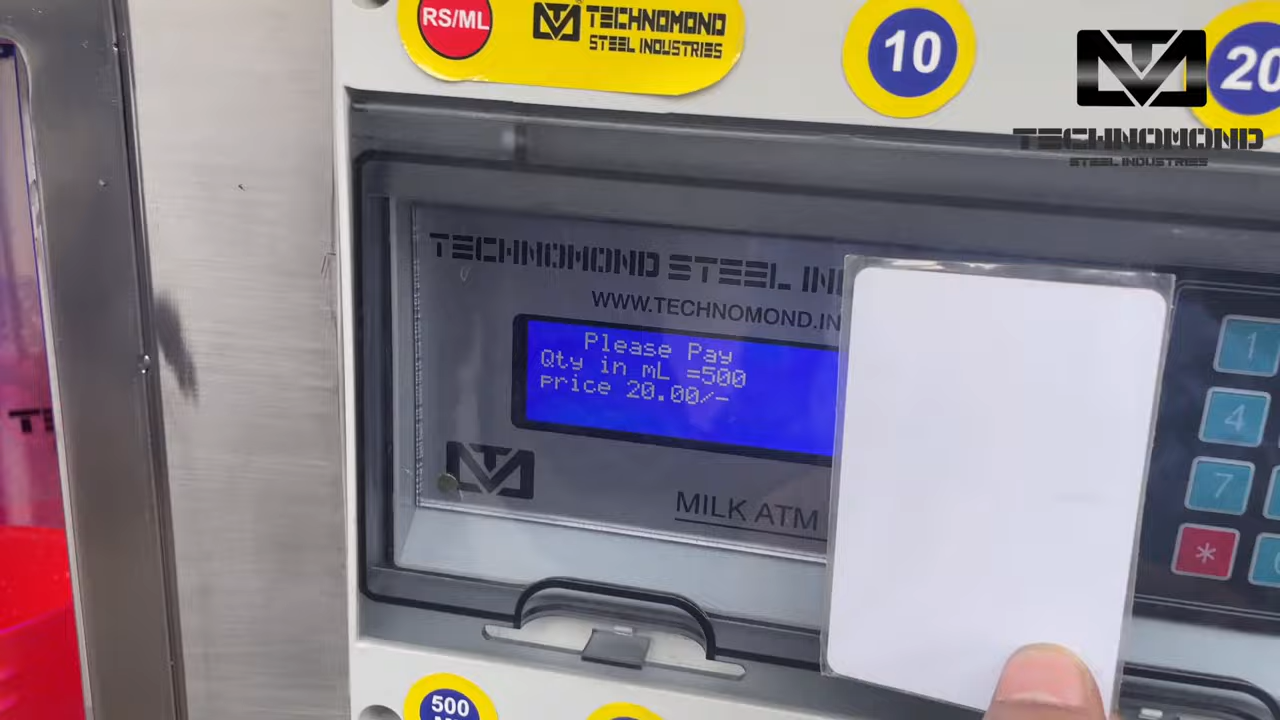 RS/ML
TECHNOMOND
STEEL INDUSTRIES
10
20
TECHNOMOND
STEEL INDUSTRIES
TECHNOMOND STEEL
WWW.TECHNOMOND.IN
Please Pay
Qty in mL =500
price 20.00/-
MILK ATM
1
4
7
*
500